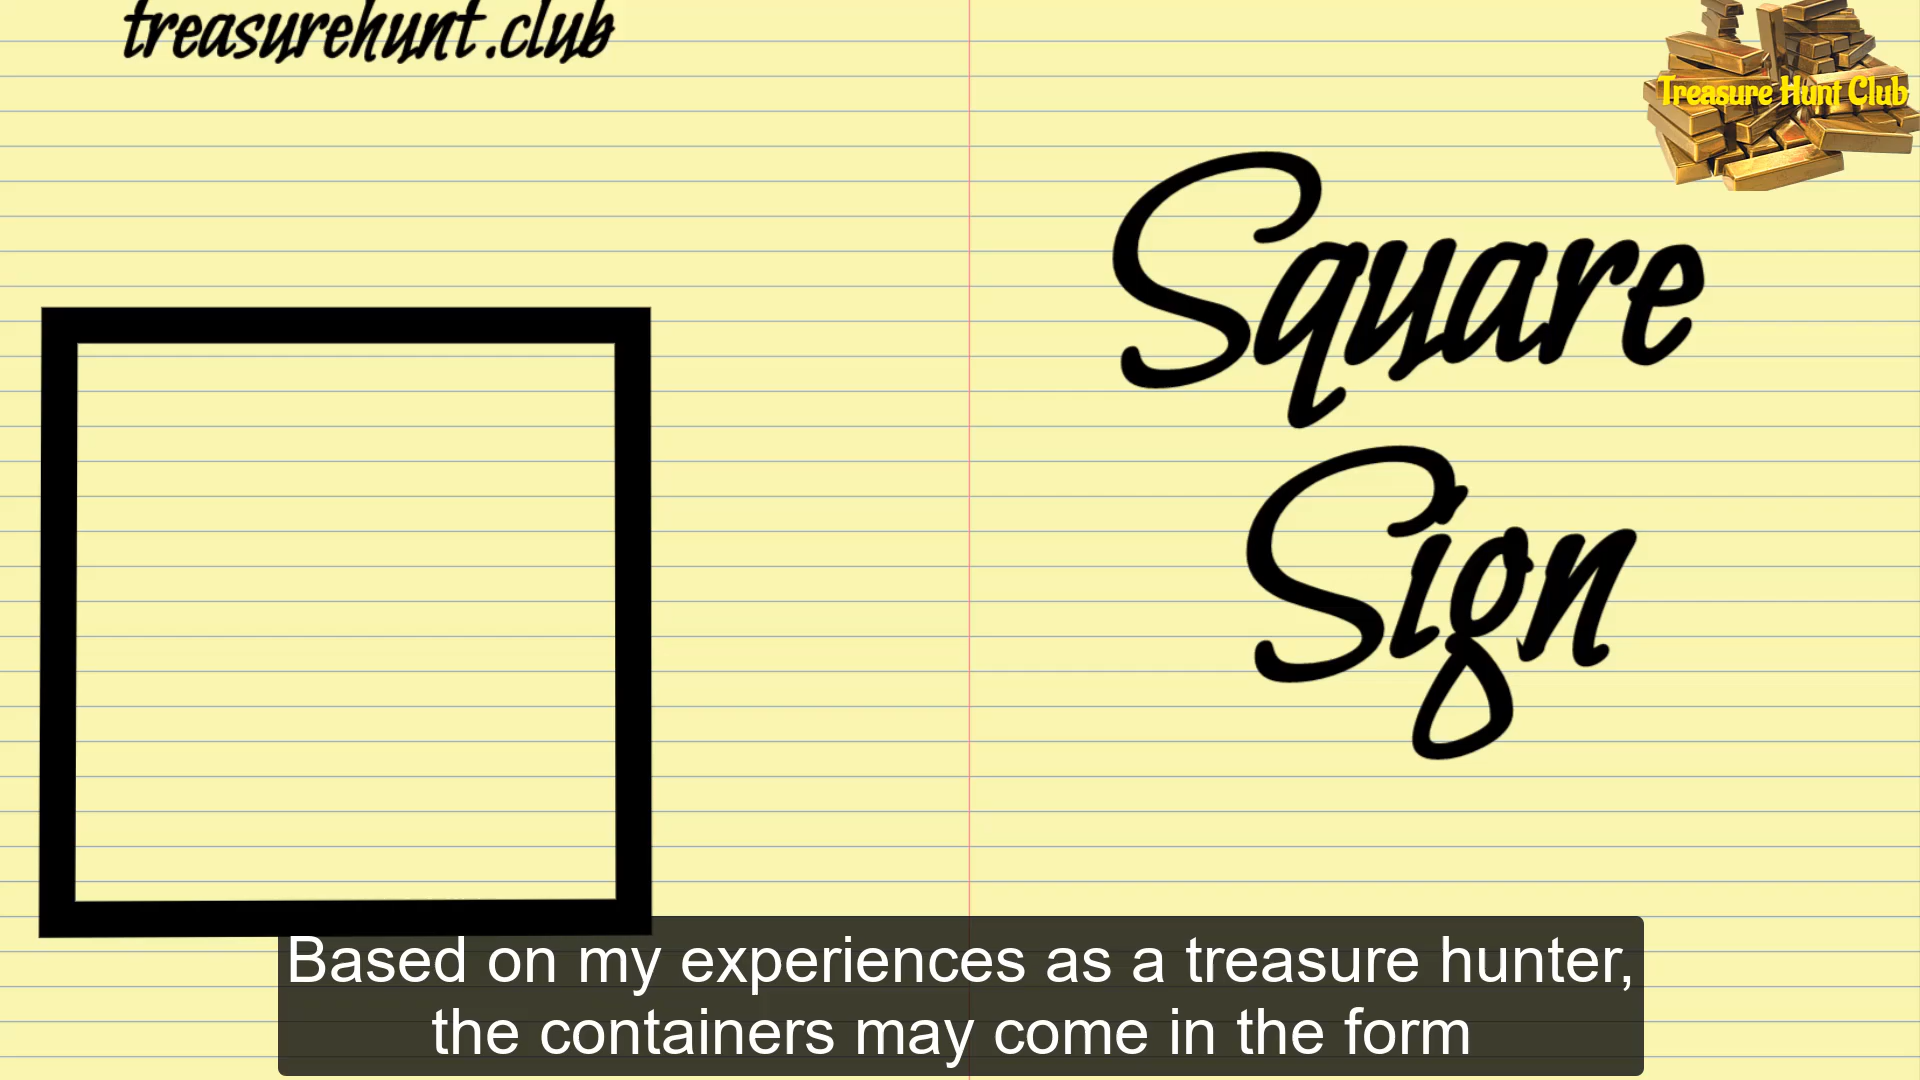 treasurehunt.club
Treasure Hunt Club
Square
Sign
Based on my experiences as a treasure hunter,
the containers may come in the form